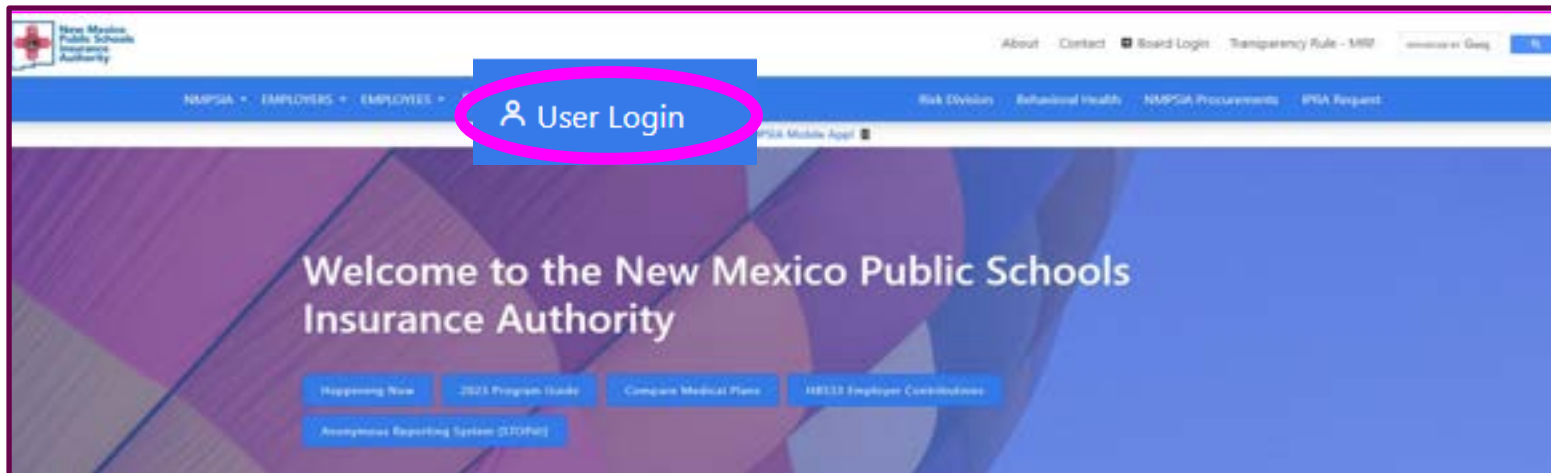 New Mexico
Public Schools
Insurance
Authority
About Contact Board Login Transparency Rule - MRF
NMPSIA EMPLOYERS EMPLOYEES
User Login
Risk Division Behavioral Health NMPSIA Procurements IPRA Request
Mobile App!
Welcome to the New Mexico Public Schools
Insurance Authority
Happening Now 2023 Program Guide Compare Medical Plans HB533 Employer Contributions
Anonymous Reporting System (STOPit)